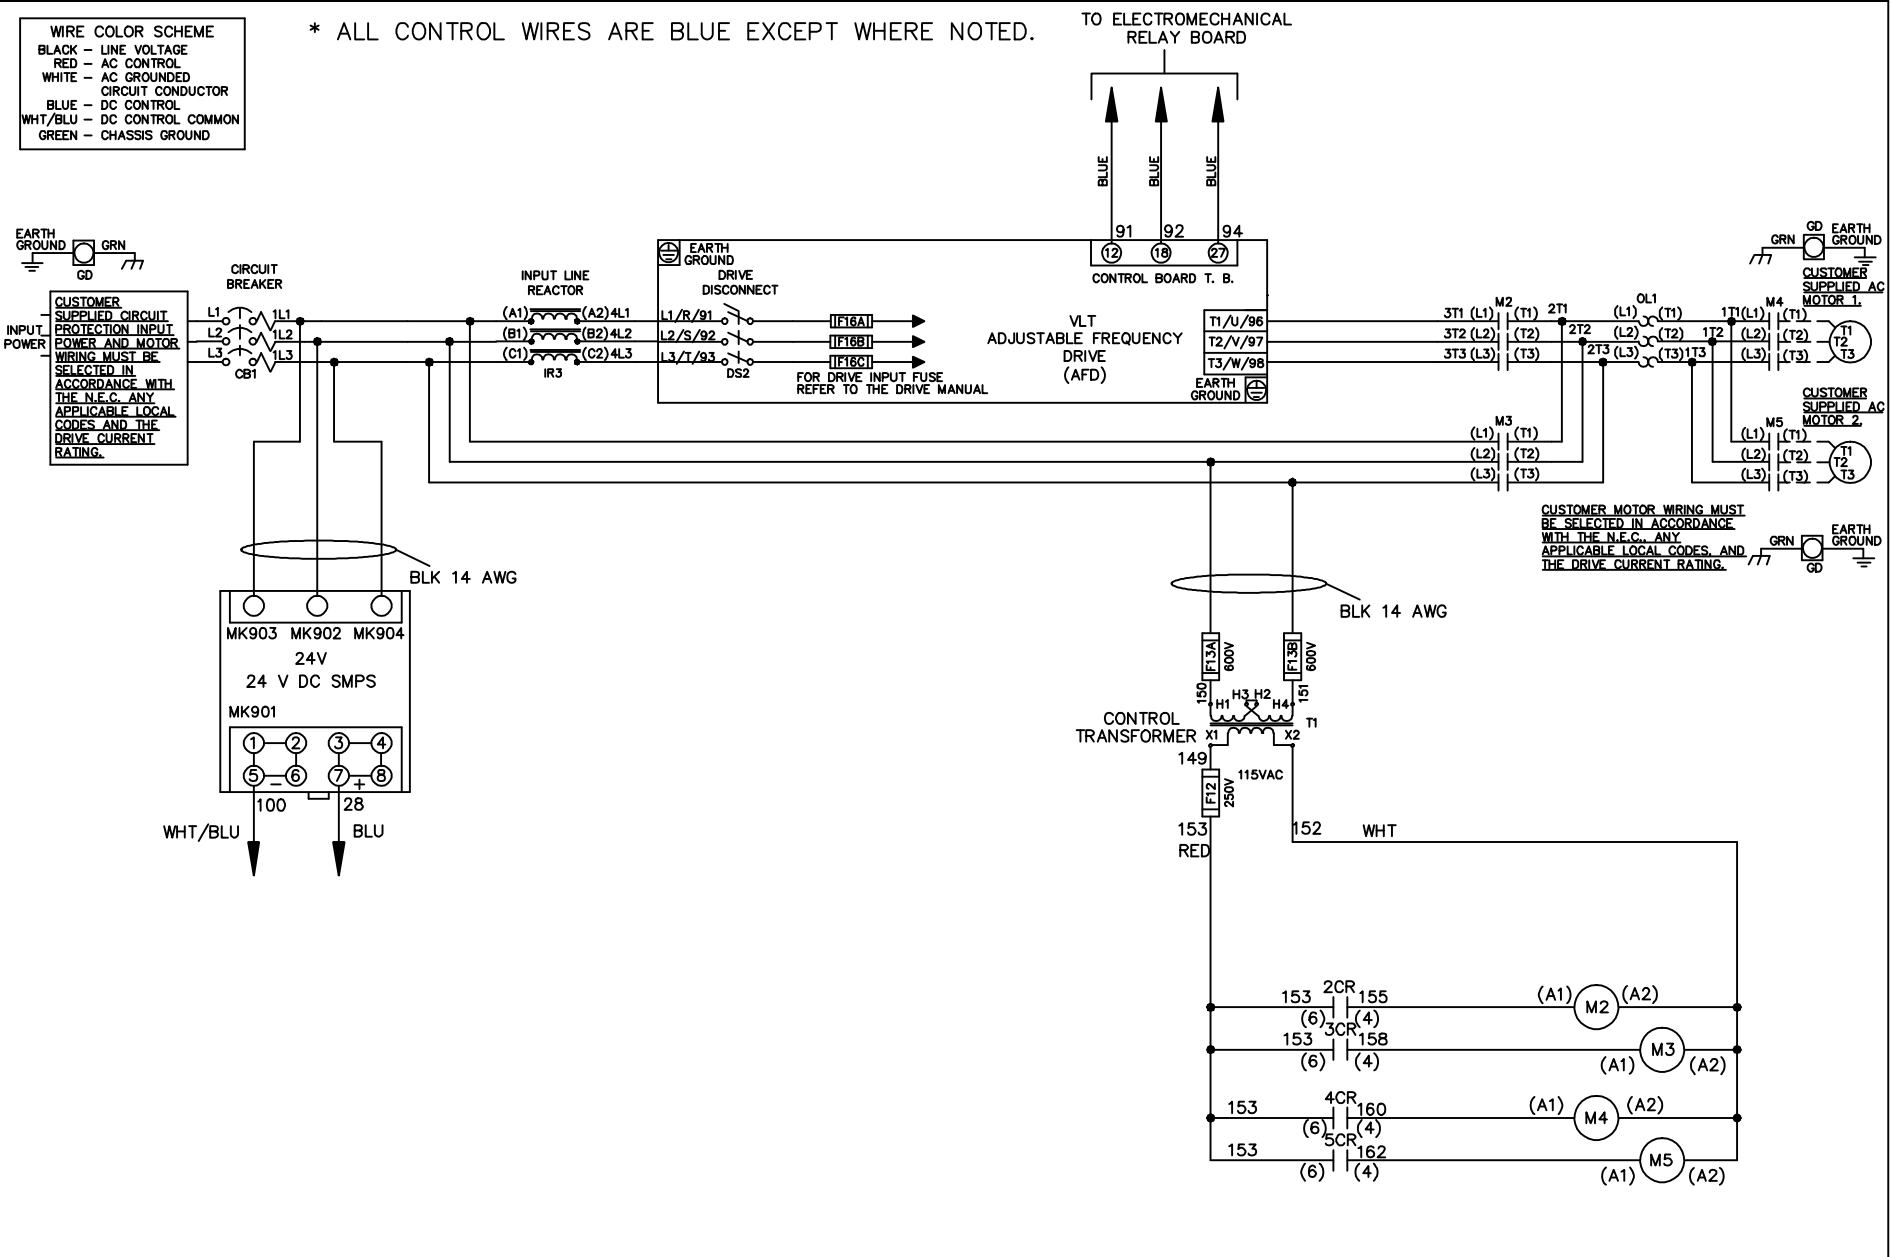 WIRE COLOR SCHEME
BLACK – LINE VOLTAGE
RED – AC CONTROL
WHITE – AC GROUNDED
CIRCUIT CONDUCTOR
BLUE – DC CONTROL
WHT/BLU – DC CONTROL COMMON
GREEN – CHASSIS GROUND
* ALL CONTROL WIRES ARE BLUE EXCEPT WHERE NOTED.
TO ELECTROMECHANICAL
RELAY BOARD
BLUE
BLUE
BLUE
91 92 94
12 18 27
CONTROL BOARD T. B.
EARTH
GROUND
GRN
GD
INPUT
POWER
CUSTOMER
SUPPLIED CIRCUIT
PROTECTION INPUT
POWER AND MOTOR
WIRING MUST BE
SELECTED IN
ACCORDANCE WITH
THE N.E.C. ANY
APPLICABLE LOCAL
CODES AND THE
DRIVE CURRENT
RATING.
CIRCUIT
BREAKER
L1 1L1
L2 1L2
L3 1L3
CB1
INPUT LINE
REACTOR
(A1) (A2) 4L1
(B1) (B2) 4L2
(C1) (C2) 4L3
IR3
EARTH
GROUND
DRIVE
DISCONNECT
L1/R/91
L2/S/92
L3/T/93
DS2
F16A
F16B
F16C
FOR DRIVE INPUT FUSE
REFER TO THE DRIVE MANUAL
VLT
ADJUSTABLE FREQUENCY
DRIVE
(AFD)
T1/U/96
T2/V/97
T3/W/98
EARTH
GROUND
M2
3T1 (L1) (T1) 2T1
3T2 (L2) (T2) 2T2
3T3 (L3) (T3) 2T3
OL1
(L1) (T1) 1T1
(L2) (T2) 1T2
(L3) (T3) 1T3
M4
(L1) (T1)
(L2) (T2)
(L3) (T3)
T1
T2
T3
GD
GRN
EARTH
GROUND
CUSTOMER
SUPPLIED AC
MOTOR 1.
M3
(L1) (T1)
(L2) (T2)
(L3) (T3)
CUSTOMER
SUPPLIED AC
MOTOR 2.
M5
(L1) (T1)
(L2) (T2)
(L3) (T3)
T1
T2
T3
CUSTOMER MOTOR WIRING MUST
BE SELECTED IN ACCORDANCE
WITH THE N.E.C., ANY
APPLICABLE LOCAL CODES, AND
THE DRIVE CURRENT RATING.
GRN
GD
EARTH
GROUND
BLK 14 AWG
MK903 MK902 MK904
24V
24 V DC SMPS
MK901
1 2 3 4
5 – 6 7 + 8
100 28
WHT/BLU BLU
BLK 14 AWG
F13A
600V
F13B
600V
150
151
H1 H3 H2 H4
T1
CONTROL
TRANSFORMER
X1 X2
149
115VAC
F12
250V
153
RED
152
WHT
2CR
153 155
(6) (4)
(A1) M2 (A2)
3CR
153 158
(6) (4)
(A1) M3 (A2)
4CR
153 160
(6) (4)
(A1) M4 (A2)
5CR
153 162
(6) (4)
(A1) M5 (A2)